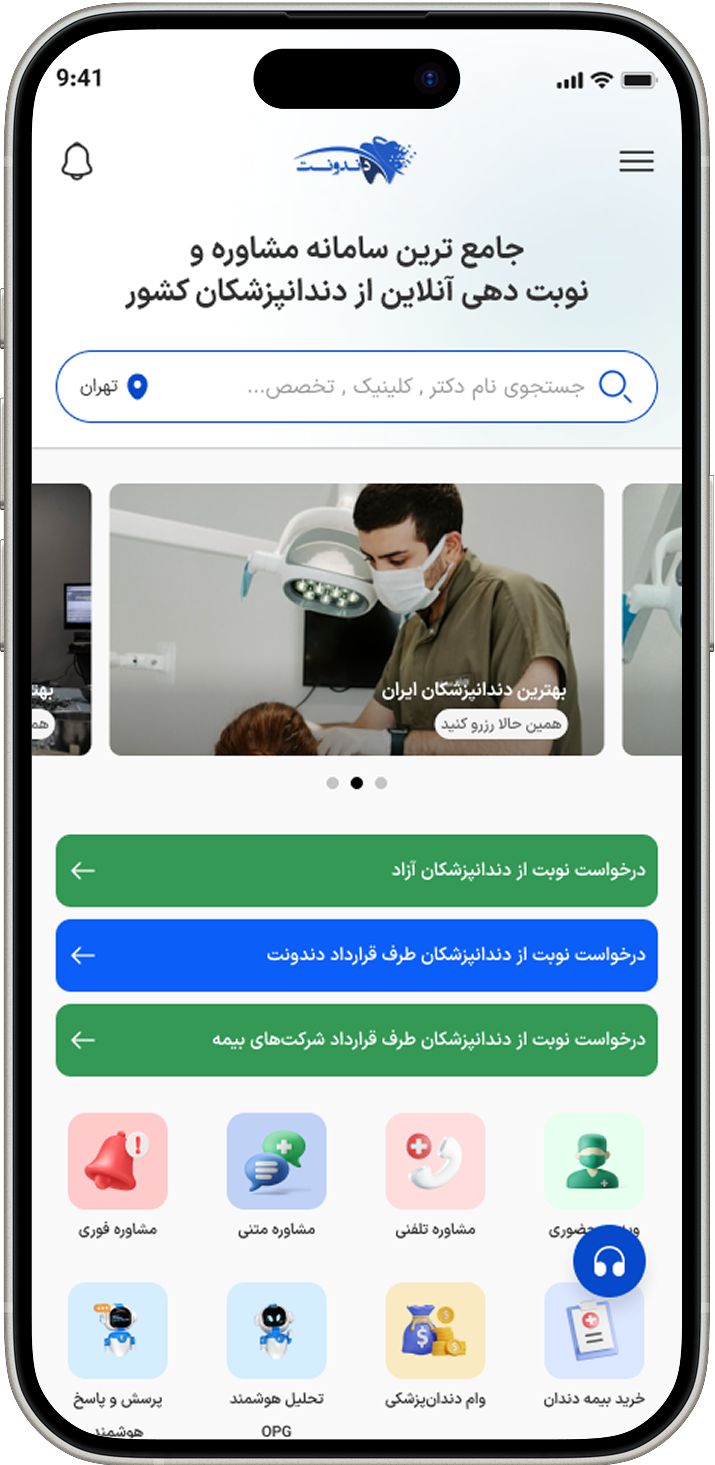 9:41
دندونت
جامع ترین سامانه مشاوره و
نوبت دهی آنلاین از دندانپزشکان کشور
جستجوی نام دکتر , کلینیک , تخصص...
تهران
بهترین دندانپزشکان ایران
همین حالا رزرو کنید
درخواست نوبت از دندانپزشکان آزاد
درخواست نوبت از دندانپزشکان طرف قرارداد دندونت
درخواست نوبت از دندانپزشکان طرف قرارداد شرکت‌های بیمه
حضوری
مشاوره تلفنی
مشاوره متنی
مشاوره فوری
خرید بیمه دندان
وام دندان‌پزشکی
تحلیل هوشمند
OPG
پرسش و پاسخ
هوشمند